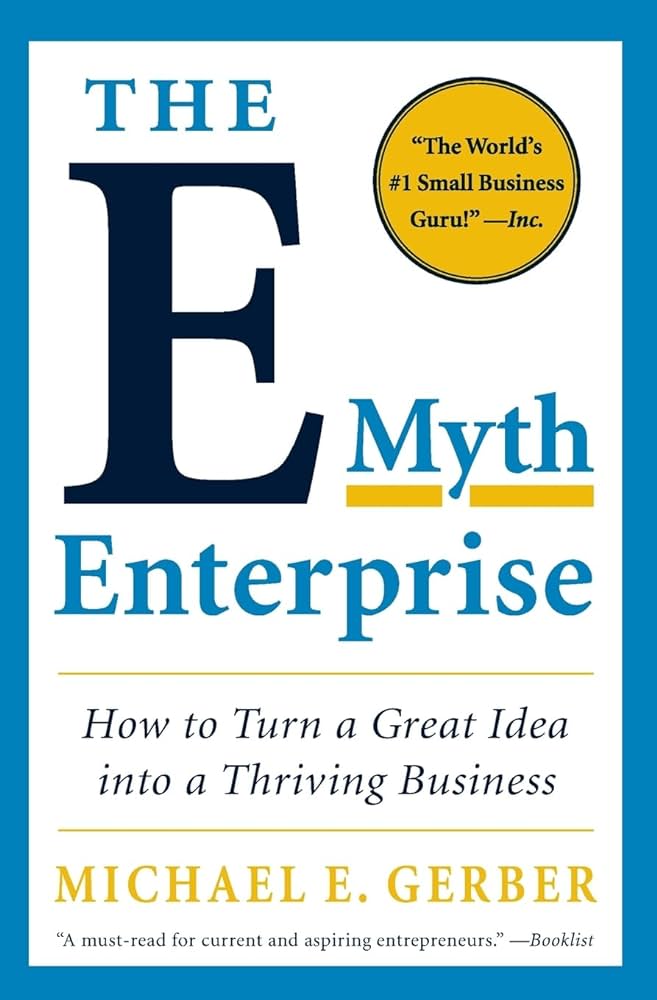 THE
E Myth
Enterprise
“The World’s
#1 Small Business
Guru!” —Inc.
How to Turn a Great Idea
into a Thriving Business
MICHAEL E. GERBER
“A must-read for current and aspiring entrepreneurs.” —Booklist